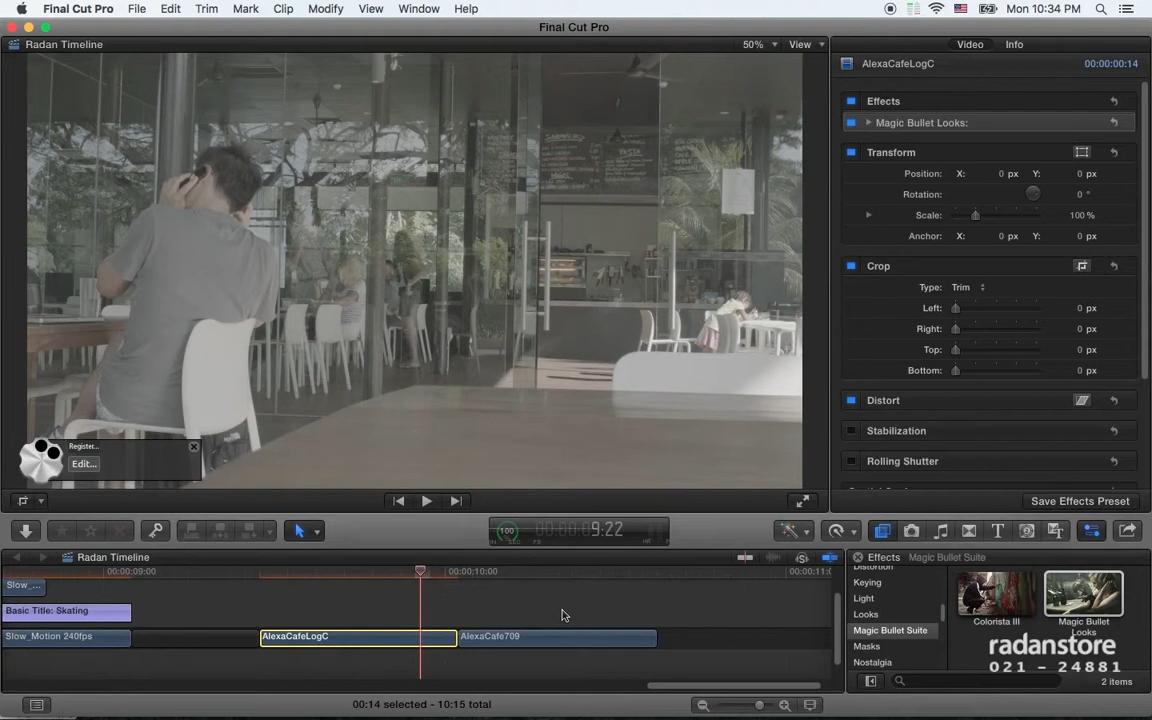 Final Cut Pro File Edit Trim Mark Clip Modify View Window Help Mon 10:34 PM
Final Cut Pro
Radan Timeline 50% View Video Info
AlexaCafeLogC 00:00:00:14
Effects
Magic Bullet Looks:
Transform
Position: X: 0 px Y: 0 px
Rotation: 0 °
Scale: 100 %
Anchor: X: 0 px Y: 0 px
Crop
Type: Trim
Left: 0 px
Right: 0 px
Top: 0 px
Bottom: 0 px
Distort
Stabilization
Rolling Shutter
Register...
Edit...
Save Effects Preset
100 9:22
Radan Timeline
00:00:09:00 00:00:10:00
Slow_...
Basic Title: Skating
Slow_Motion 240fps AlexaCafeLogC AlexaCafe709
Effects Magic Bullet Suite
Distortion
Keying
Light
Looks
Magic Bullet Suite
Masks
Nostalgia
Colorista III
Magic Bullet Looks
radanstore
021 - 24881
2 items
00:14 selected - 10:15 total